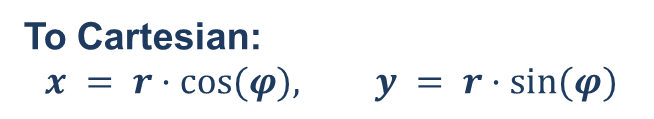 To Cartesian:
x = r · cos(φ), y = r · sin(φ)